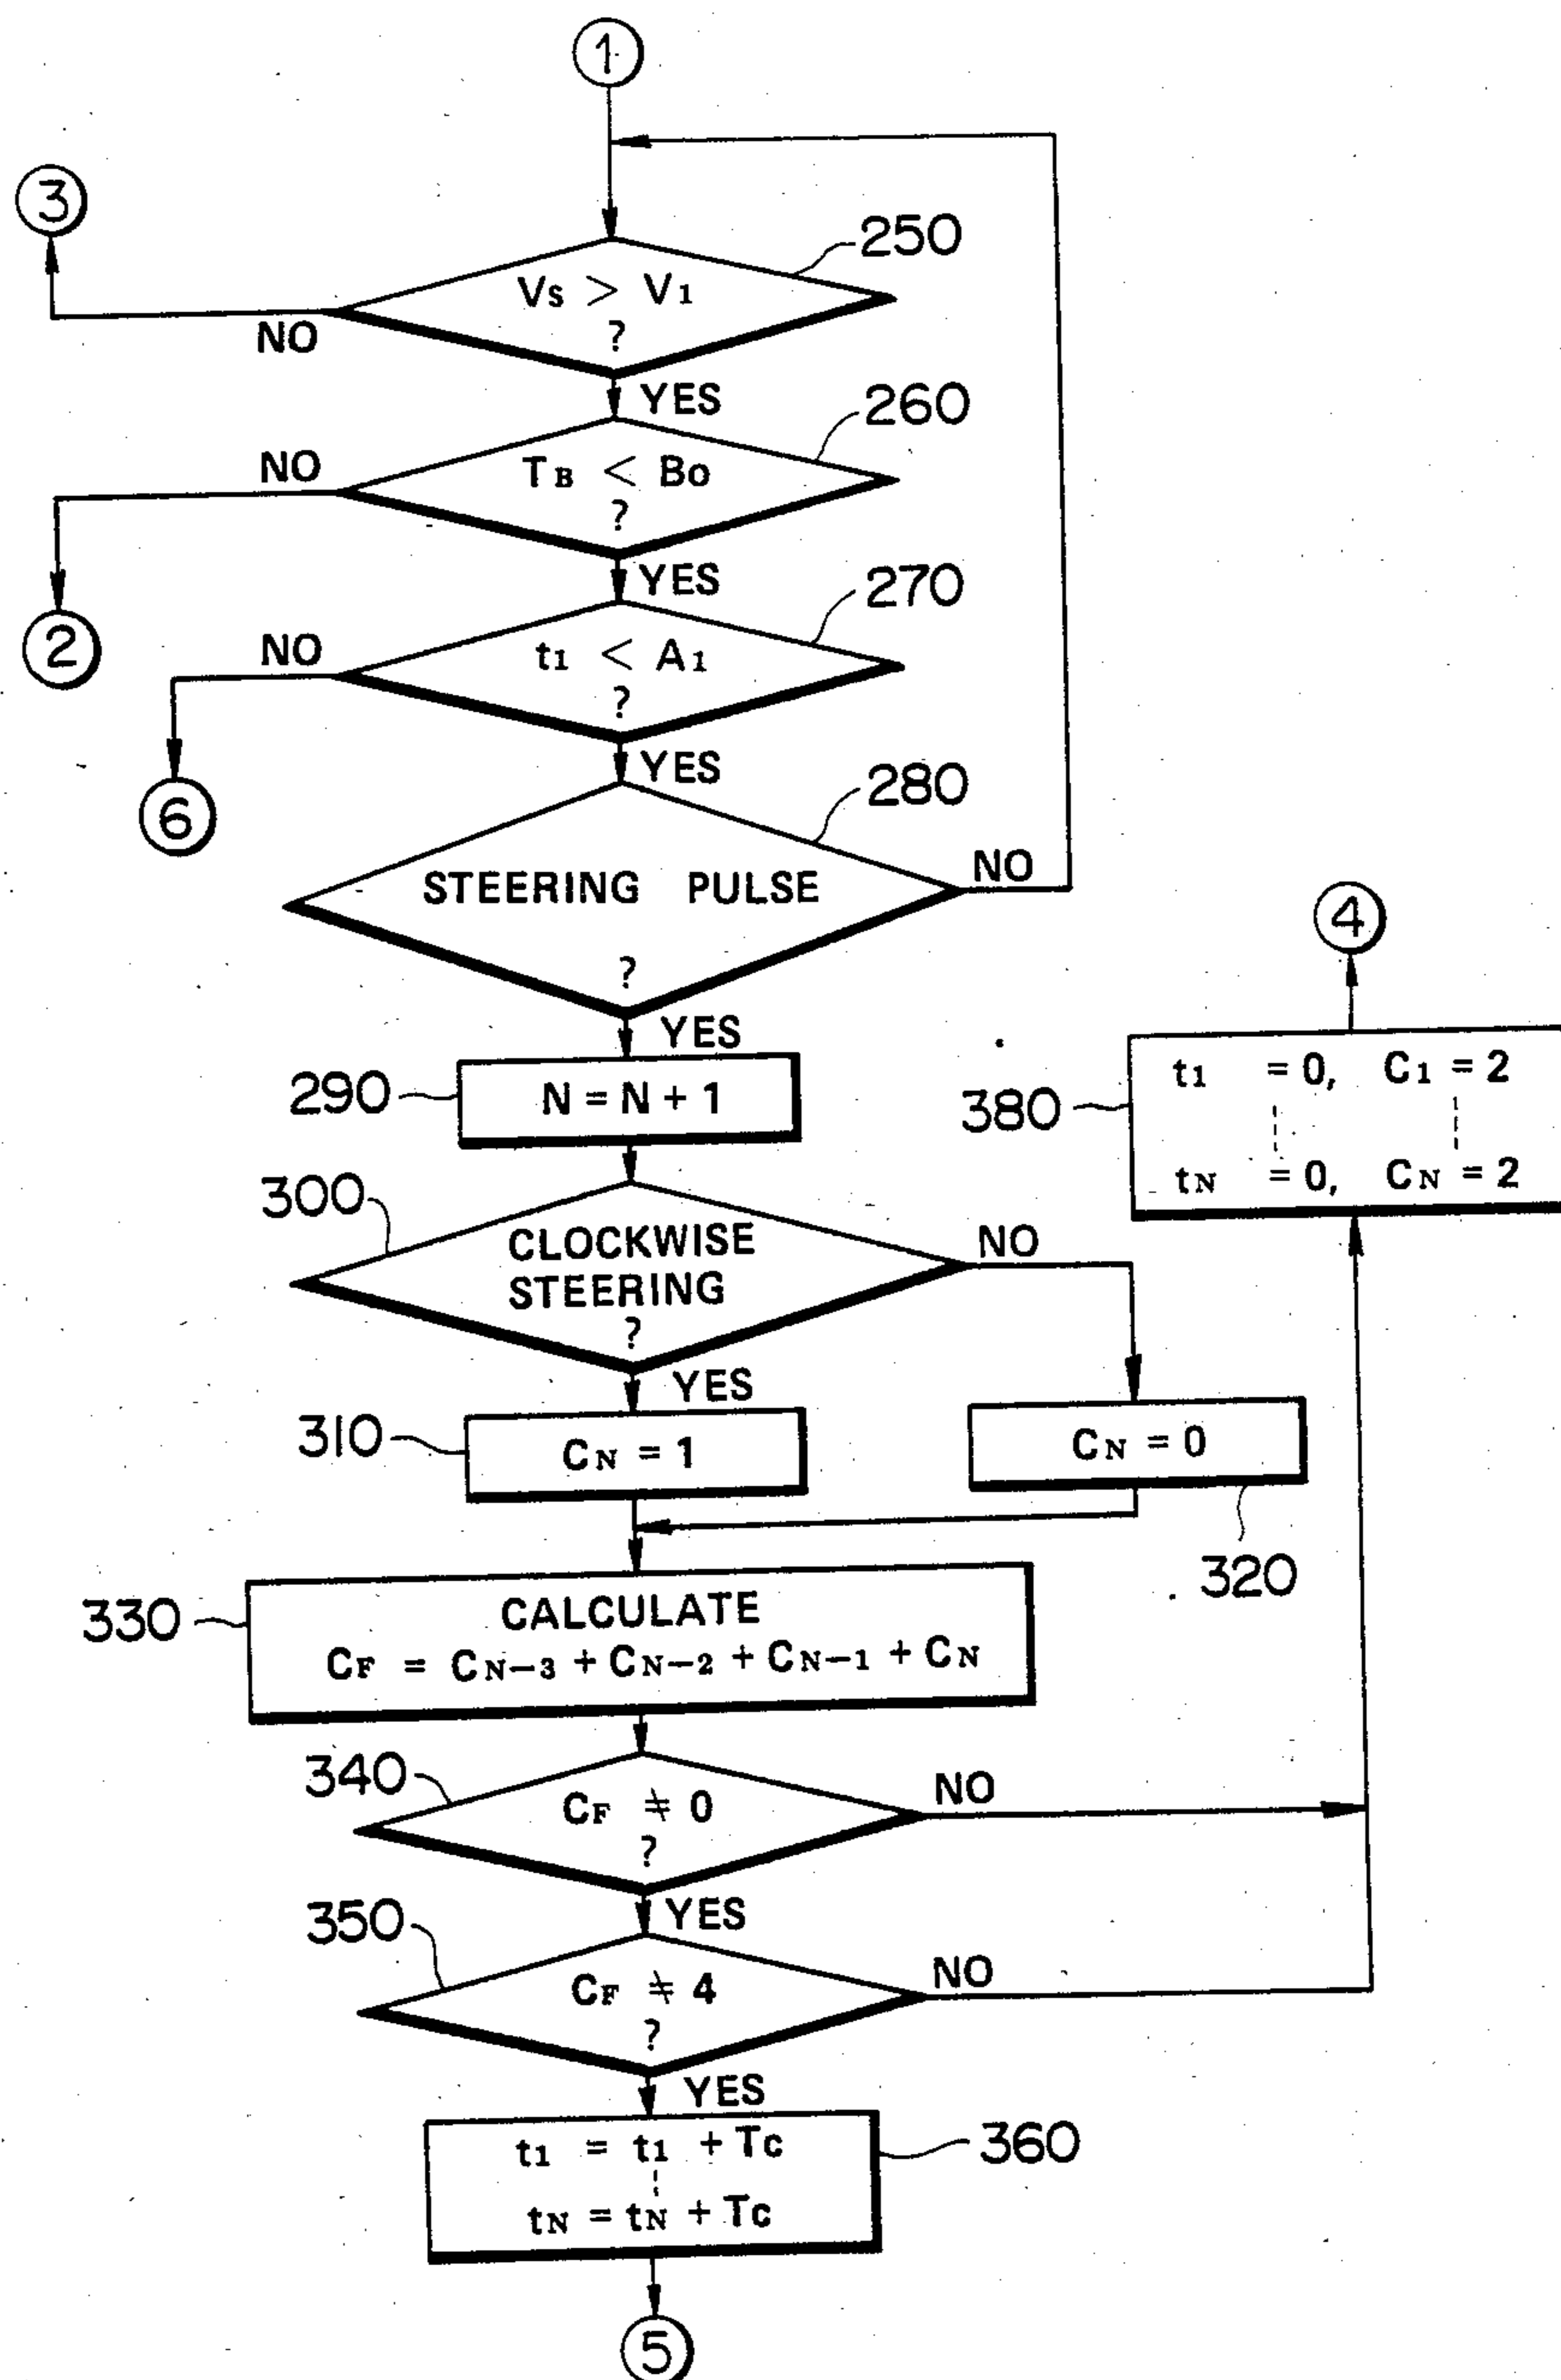 1
3
250
Vs > V1
?
NO
YES
260
NO
TB < Bo
?
YES
2
270
NO
t1 < A1
?
YES
6
280
STEERING PULSE
?
NO
YES
4
290
N = N + 1
380
t1 = 0, C1 = 2
tN = 0, CN = 2
300
CLOCKWISE
STEERING
?
NO
YES
310
CN = 1
CN = 0
320
330
CALCULATE
CF = CN-3 + CN-2 + CN-1 + CN
340
CF ≠ 0
?
NO
YES
350
CF ≠ 4
?
NO
YES
360
t1 = t1 + Tc
tN = tN + Tc
5